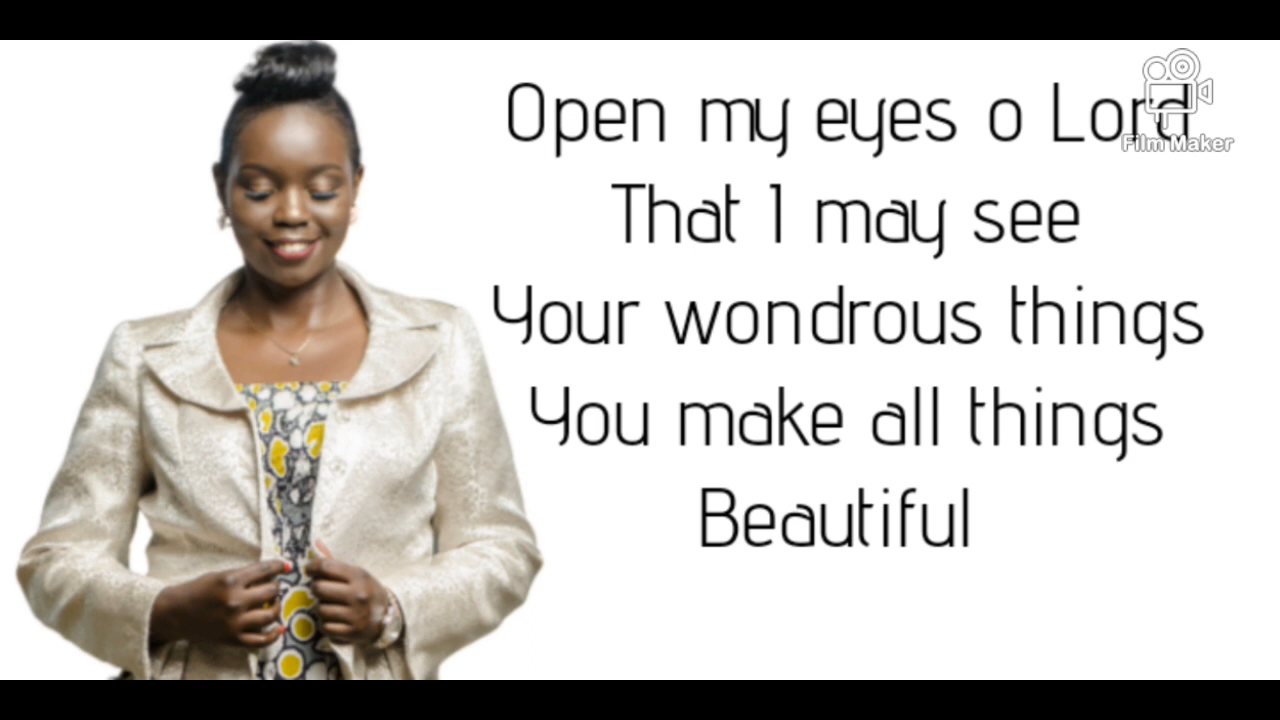 Open my eyes o Lord
Film Maker
That I may see
Your wondrous things
You make all things
Beautiful